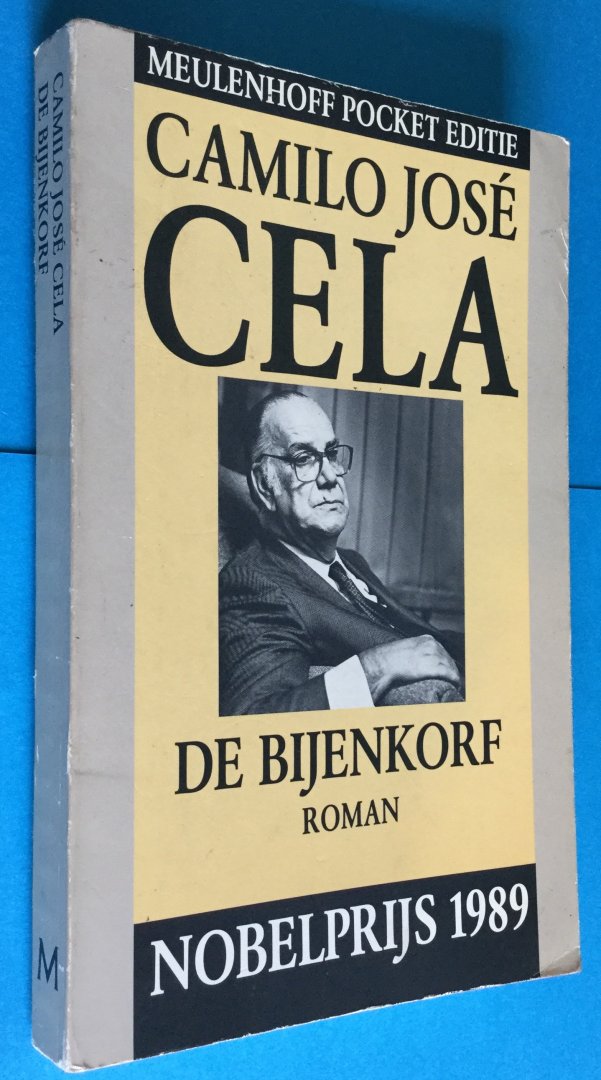 MEULENHOFF POCKET EDITIE
CAMILO JOSÉ
CELA
DE BIJENKORF
ROMAN
NOBELPRIJS 1989
CAMILO JOSÉ CELA
DE BIJENKORF
M